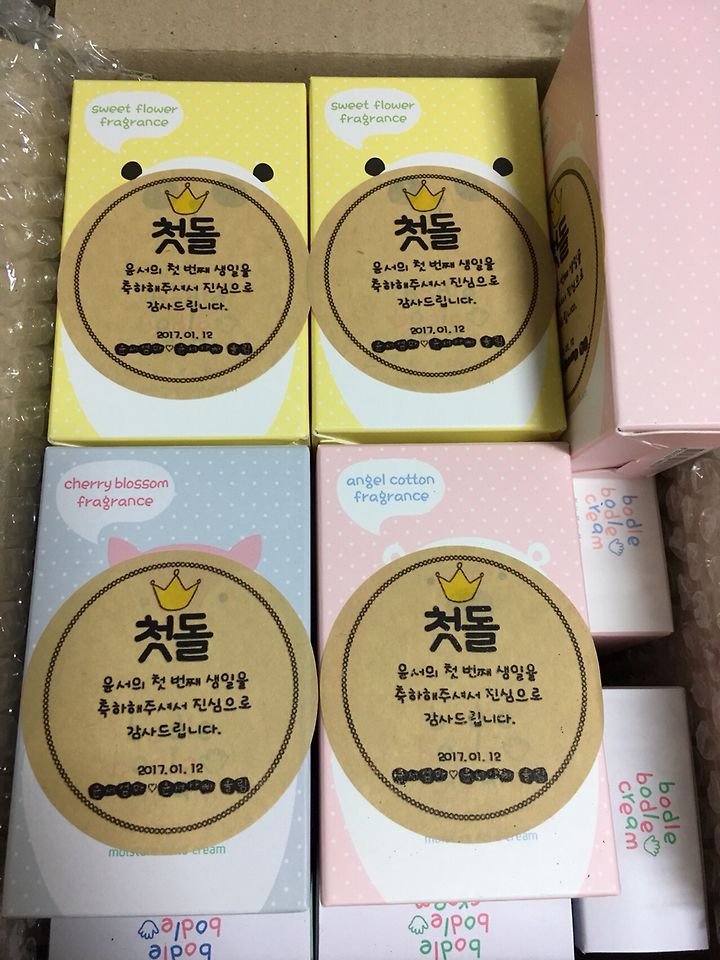 sweet flower
fragrance
첫돌
윤서의 첫 번째 생일을
축하해주셔서 진심으로
감사드립니다.
2017.01.12
sweet flower
fragrance
첫돌
윤서의 첫 번째 생일을
축하해주셔서 진심으로
감사드립니다.
2017.01.12
첫돌
cherry blossom
fragrance
첫돌
윤서의 첫 번째 생일을
축하해주셔서 진심으로
감사드립니다.
2017.01.12
cream
angel cotton
fragrance
첫돌
윤서의 첫 번째 생일을
축하해주셔서 진심으로
감사드립니다.
2017.01.12
cream
bodle
bodle
cream
bodle
bodle
cream
bodle
bodle
bodle
bodle
cream